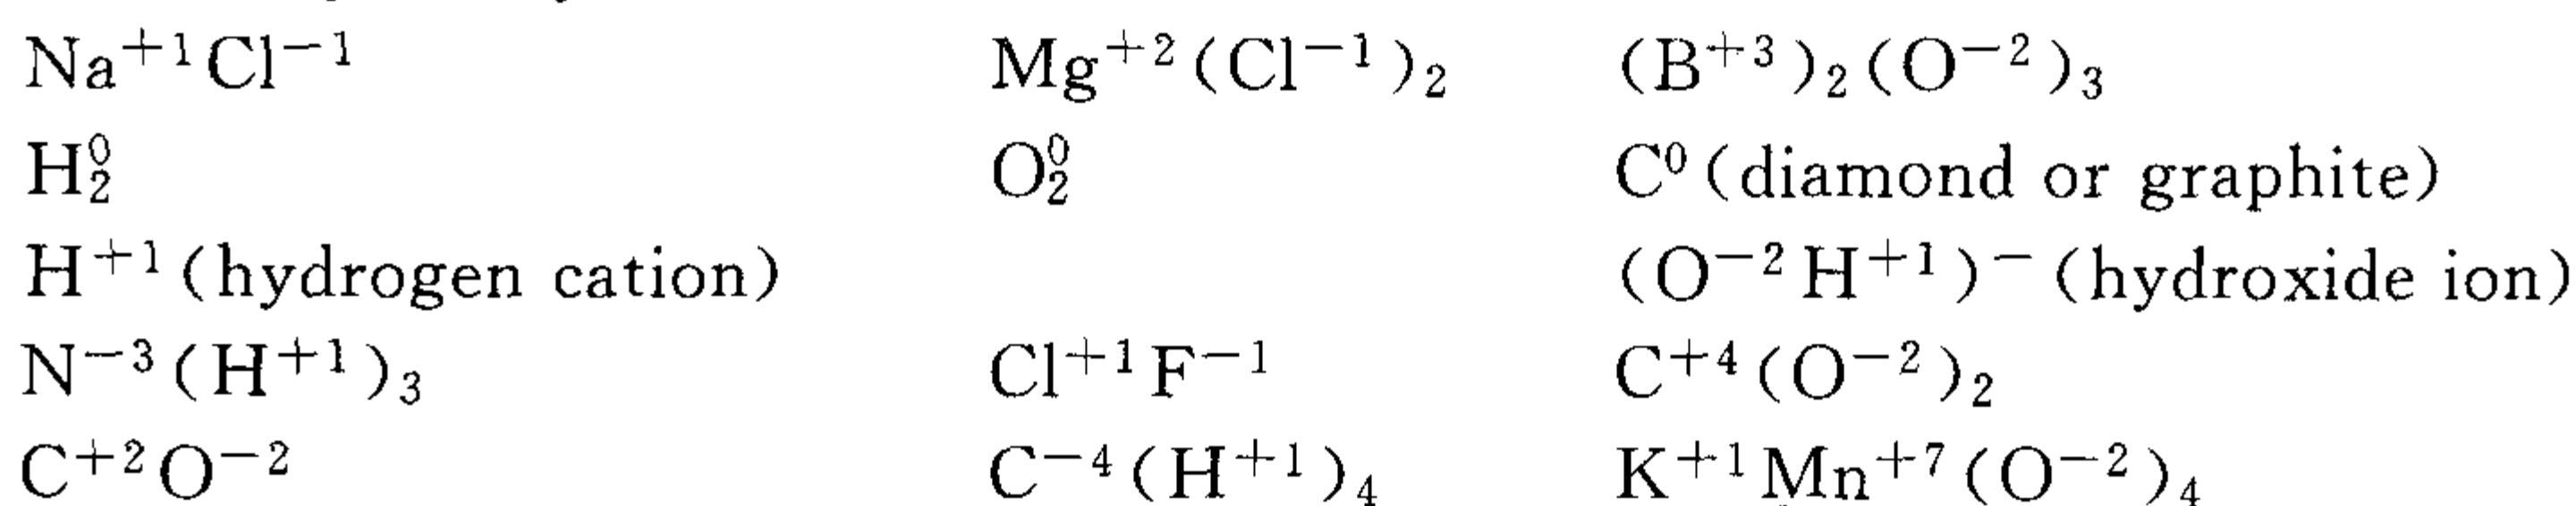 Na⁺¹Cl⁻¹ Mg⁺²(Cl⁻¹)₂ (B⁺³)₂(O⁻²)₃
H₂⁰ O₂⁰ C⁰(diamond or graphite)
H⁺¹(hydrogen cation) (O⁻²H⁺¹)⁻(hydroxide ion)
N⁻³(H⁺¹)₃ Cl⁺¹F⁻¹ C⁺⁴(O⁻²)₂
C⁺²O⁻² C⁻⁴(H⁺¹)₄ K⁺¹Mn⁺⁷(O⁻²)₄